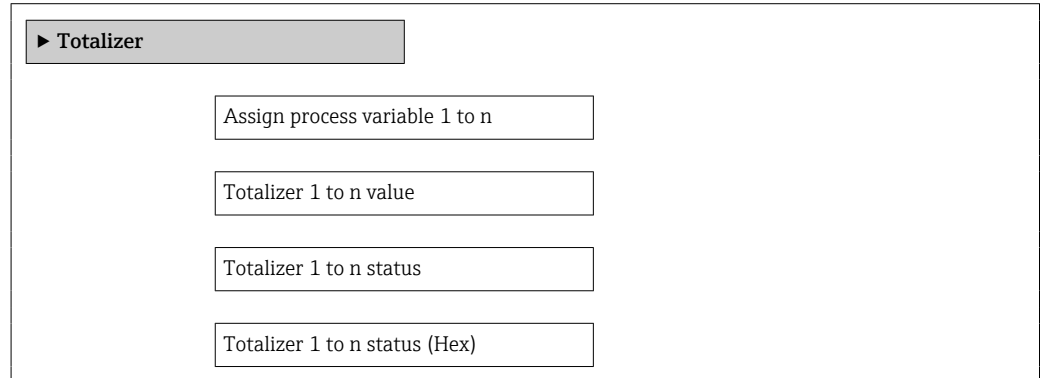 ▶ Totalizer
Assign process variable 1 to n
Totalizer 1 to n value
Totalizer 1 to n status
Totalizer 1 to n status (Hex)